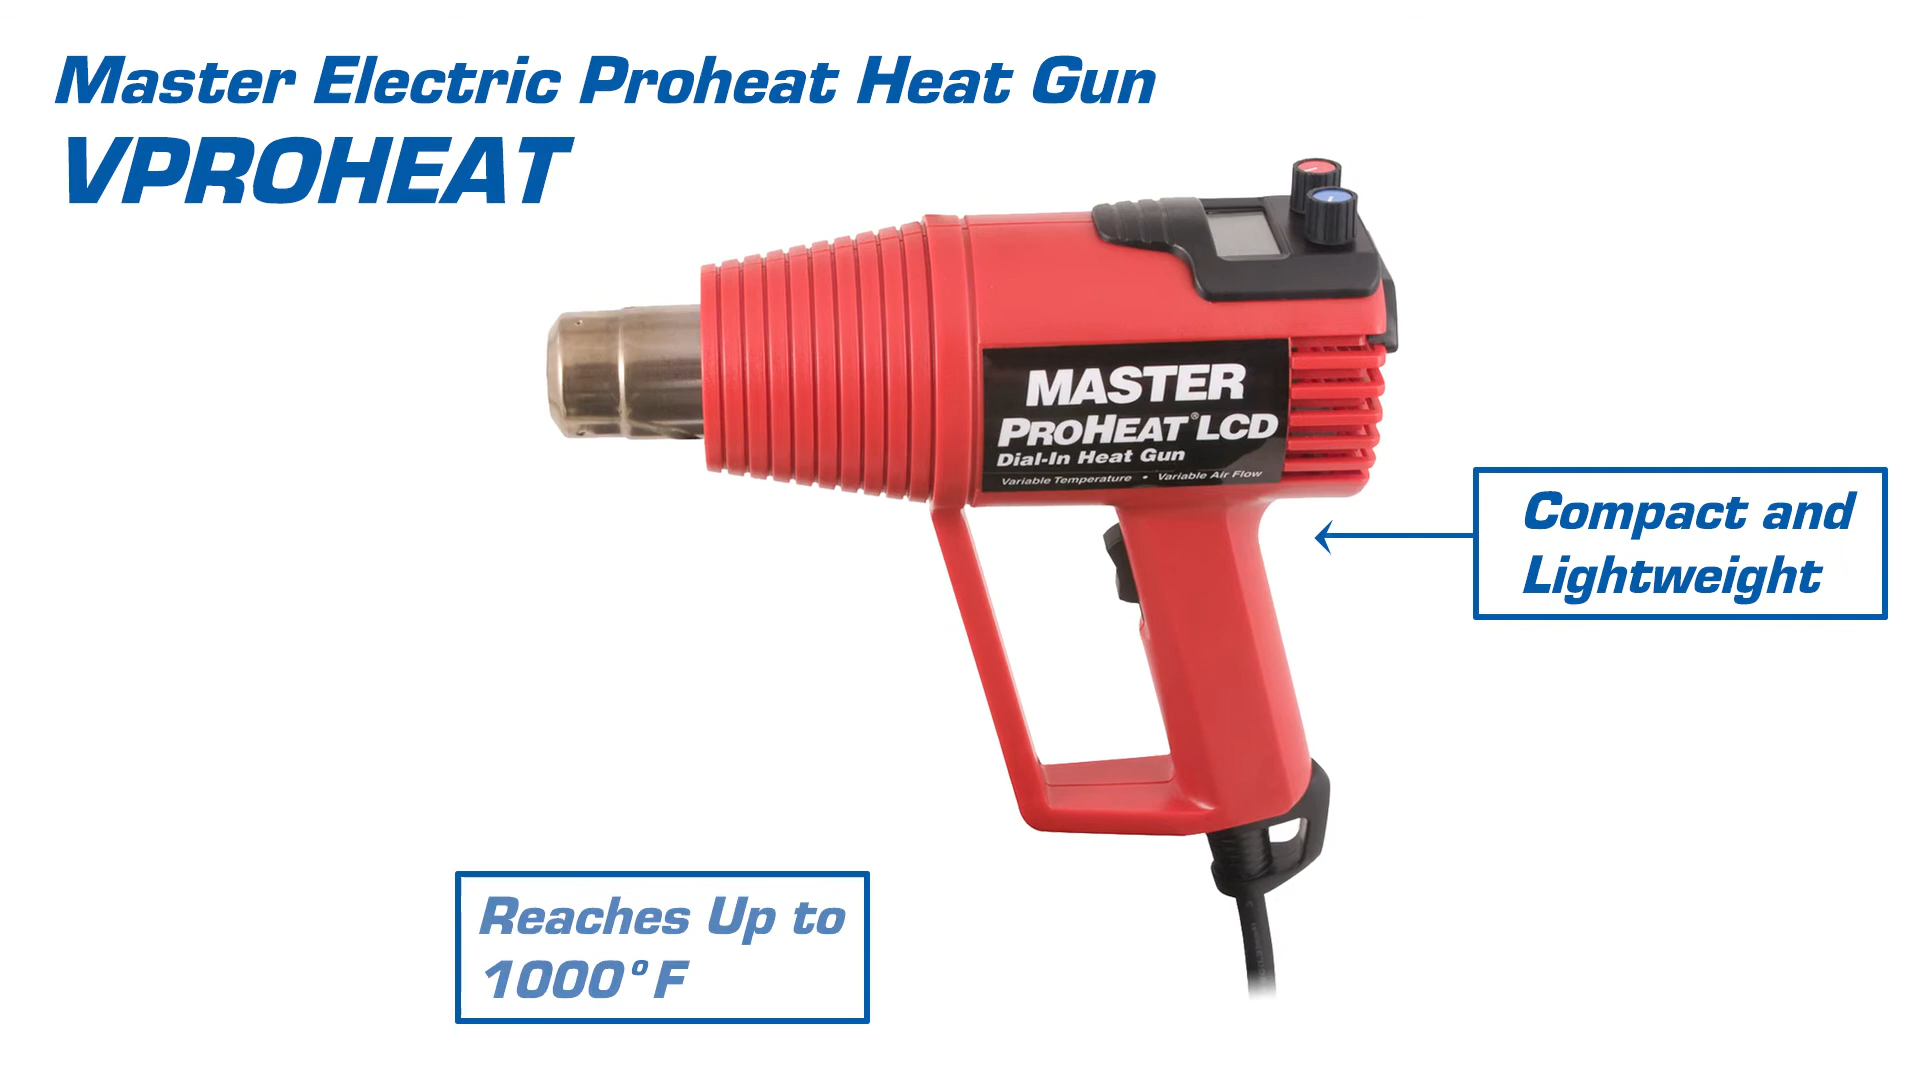 Master Electric Proheat Heat Gun
VPROHEAT
MASTER
PROHEAT® LCD
Dial-In Heat Gun
Variable Temperature • Variable Air Flow
Compact and
Lightweight
Reaches Up to
1000°F